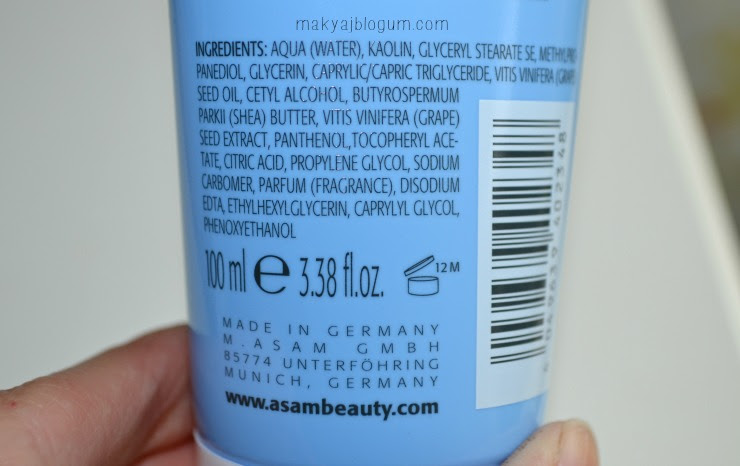 makyajblogum.com
INGREDIENTS: AQUA (WATER), KAOLIN, GLYCERYL STEARATE SE, METHYLPRO-
PANEDIOL, GLYCERIN, CAPRYLIC/CAPRIC TRIGLYCERIDE, VITIS VINIFERA (GRAPE)
SEED OIL, CETYL ALCOHOL, BUTYROSPERMUM
PARKII (SHEA) BUTTER, VITIS VINIFERA (GRAPE)
SEED EXTRACT, PANTHENOL, TOCOPHERYL ACE-
TATE, CITRIC ACID, PROPYLENE GLYCOL, SODIUM
CARBOMER, PARFUM (FRAGRANCE), DISODIUM
EDTA, ETHYLHEXYLGLYCERIN, CAPRYLYL GLYCOL,
PHENOXYETHANOL
100 ml e 3.38 fl.oz. 12 M
MADE IN GERMANY
M. ASAM GMBH
85774 UNTERFÖHRING
MUNICH, GERMANY
www.asambeauty.com